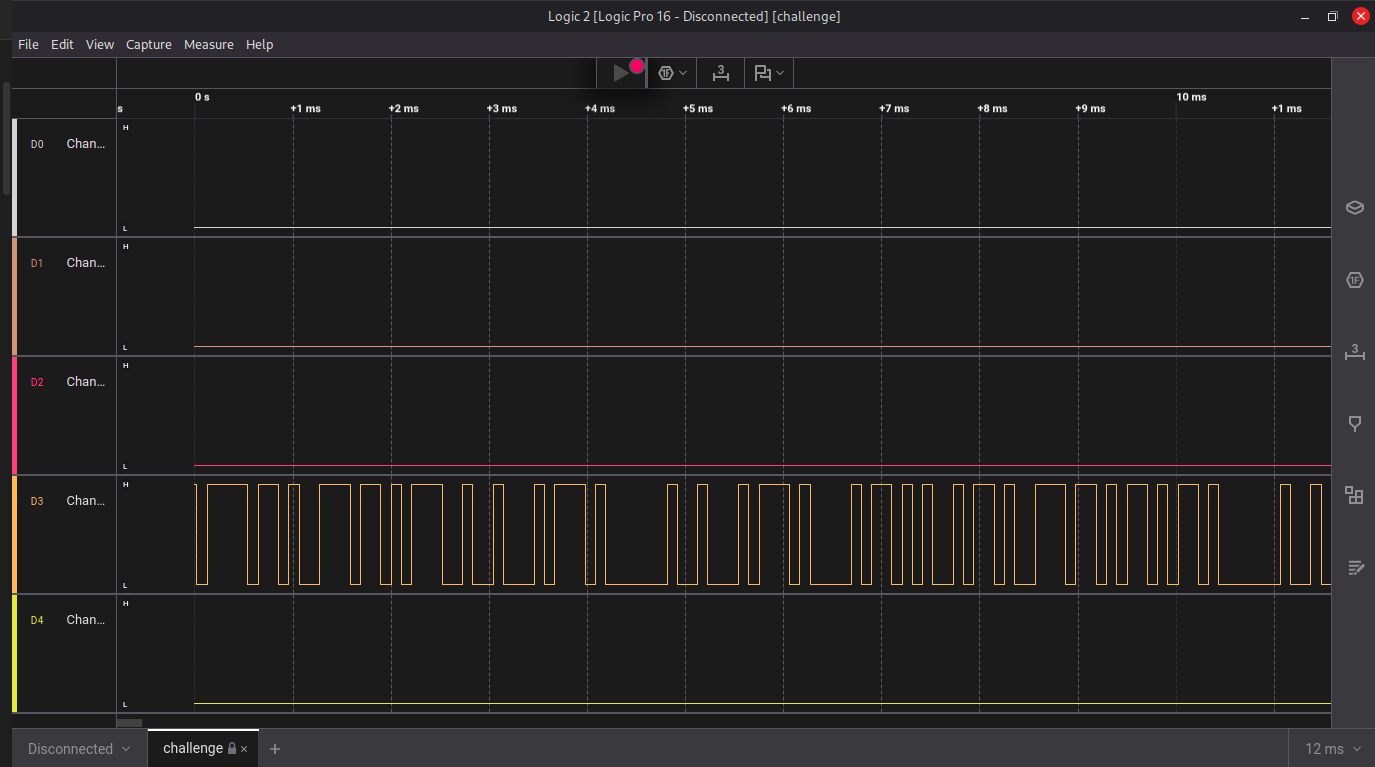 Logic 2 [Logic Pro 16 - Disconnected] [challenge]
File Edit View Capture Measure Help
1F 3
0 s 10 ms
s +1 ms +2 ms +3 ms +4 ms +5 ms +6 ms +7 ms +8 ms +9 ms +1 ms
H
D0 Chan...
L
H
D1 Chan...
L
H
D2 Chan...
L
H
D3 Chan...
L
H
D4 Chan...
L
1F
3
Disconnected challenge × + 12 ms